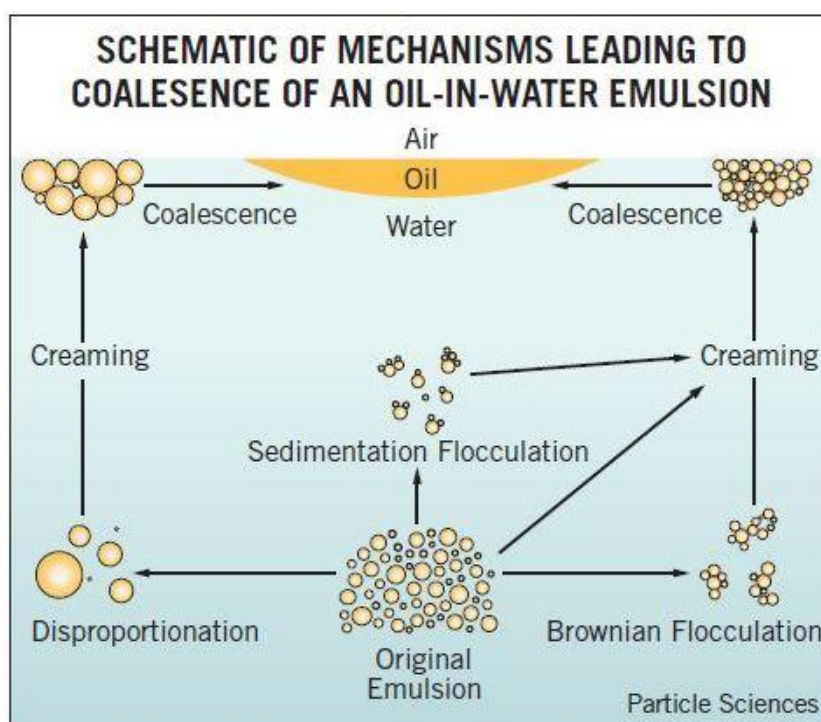 SCHEMATIC OF MECHANISMS LEADING TO
COALESENCE OF AN OIL-IN-WATER EMULSION
Air
Oil
Water
Coalescence
Coalescence
Creaming
Creaming
Sedimentation Flocculation
Disproportionation
Brownian Flocculation
Original
Emulsion
Particle Sciences